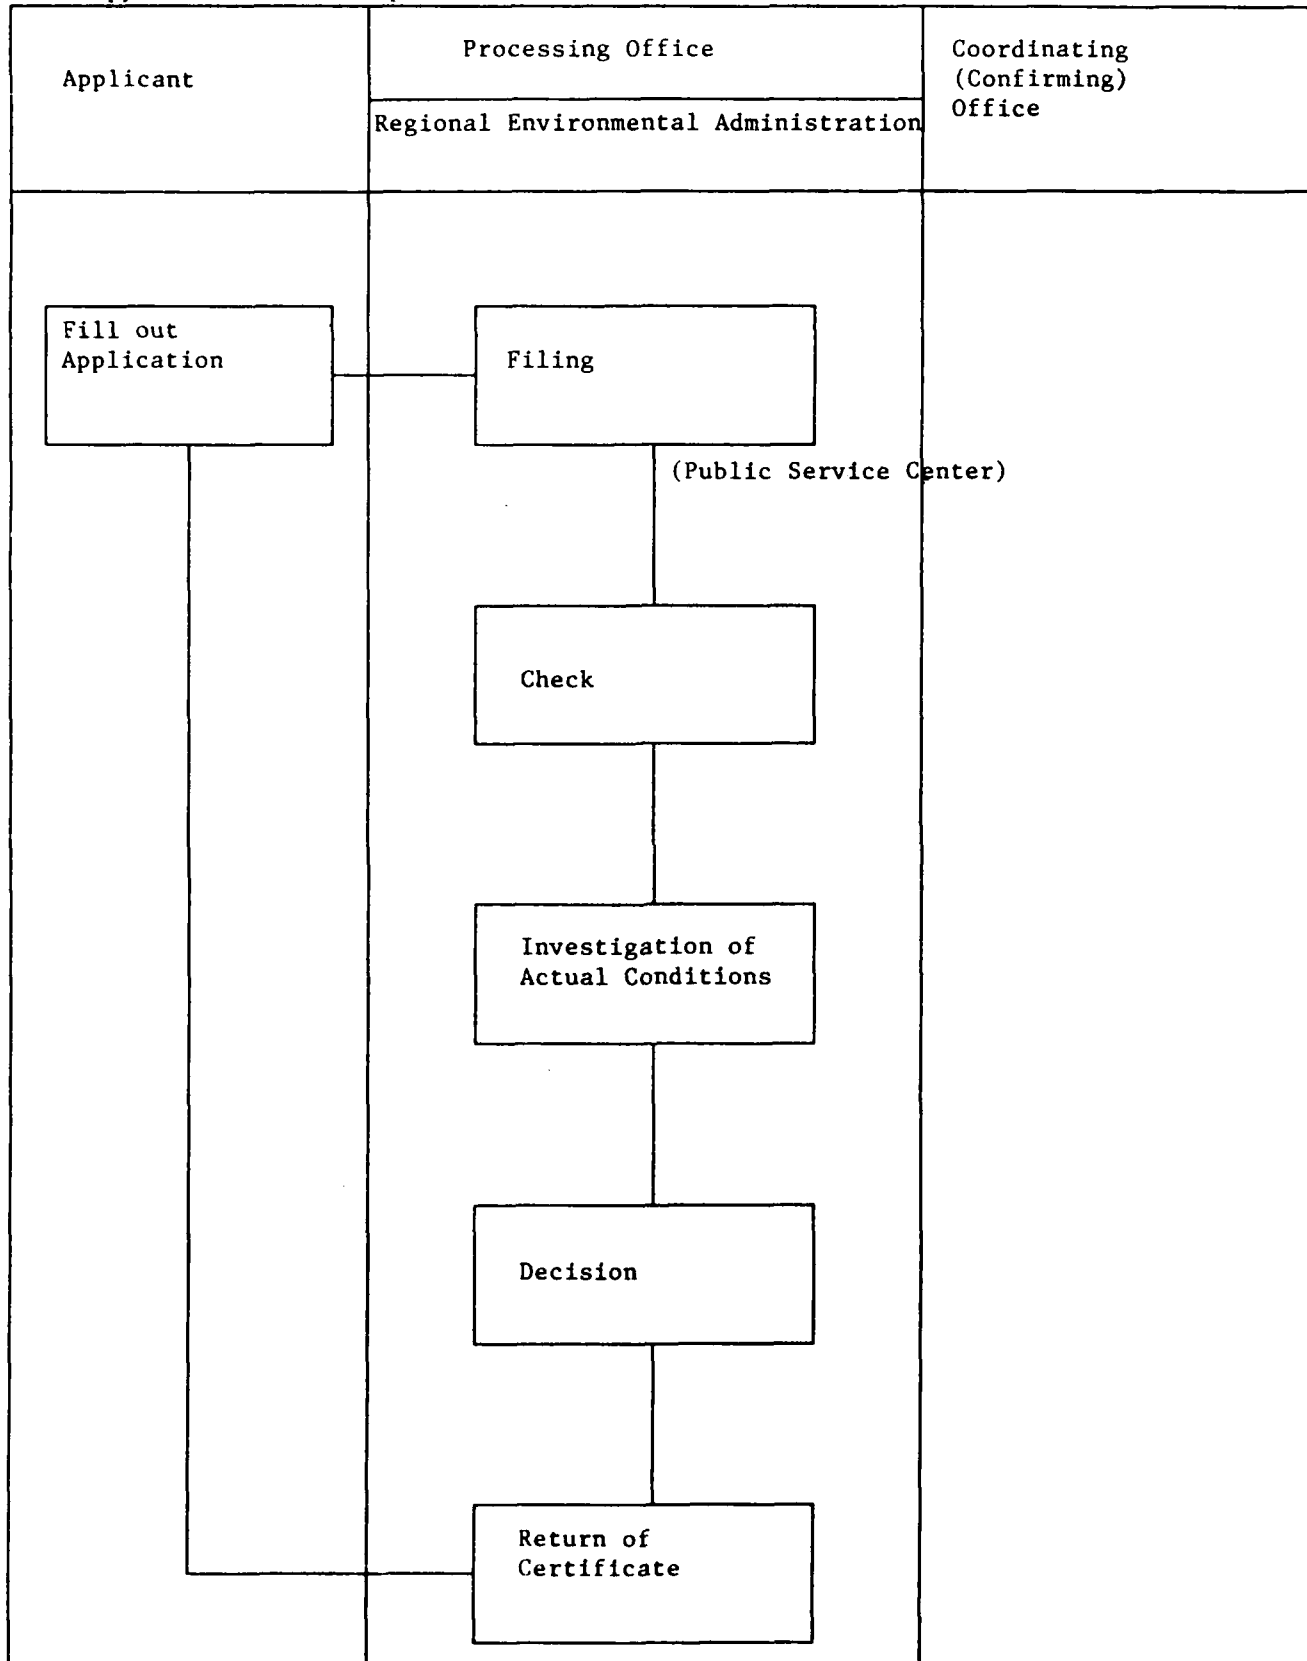 Applicant
Processing Office
Regional Environmental Administration
Coordinating
(Confirming)
Office
Fill out
Application
Filing
(Public Service Center)
Check
Investigation of
Actual Conditions
Decision
Return of
Certificate